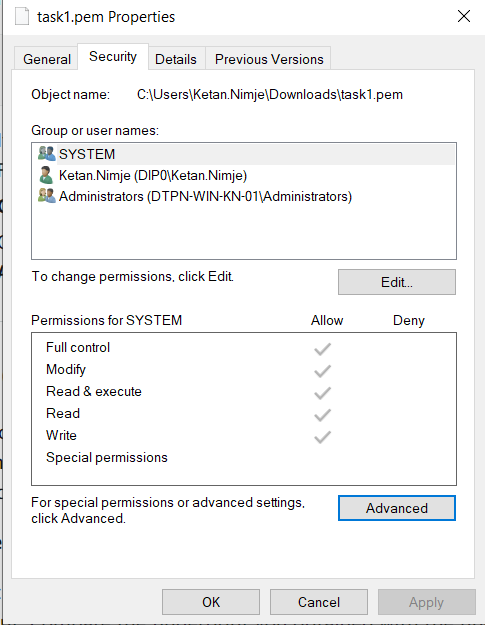 task1.pem Properties
General Security Details Previous Versions
Object name: C:\Users\Ketan.Nimje\Downloads\task1.pem
Group or user names:
SYSTEM
Ketan.Nimje (DIP0\Ketan.Nimje)
Administrators (DTPN-WIN-KN-01\Administrators)
To change permissions, click Edit.
Edit...
Permissions for SYSTEM Allow Deny
Full control
Modify
Read & execute
Read
Write
Special permissions
For special permissions or advanced settings,
click Advanced.
Advanced
OK Cancel Apply